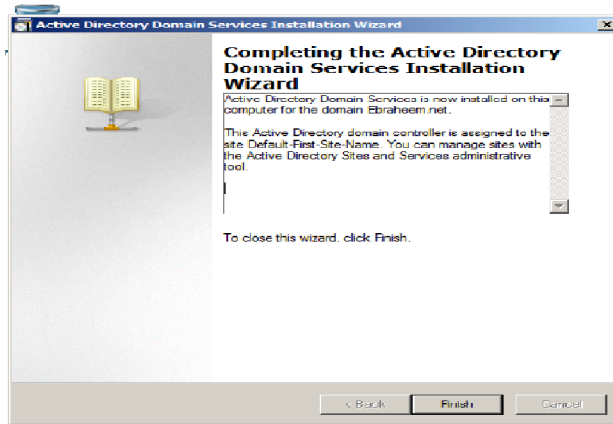 Active Directory Domain Services Installation Wizard
Completing the Active Directory
Domain Services Installation
Wizard
Active Directory Domain Services is now installed on this
computer for the domain Ebraheem.net.
This Active Directory domain controller is assigned to the
site Default-First-Site-Name. You can manage sites with
the Active Directory Sites and Services administrative
tool.
To close this wizard, click Finish.
< Back
Finish
Cancel